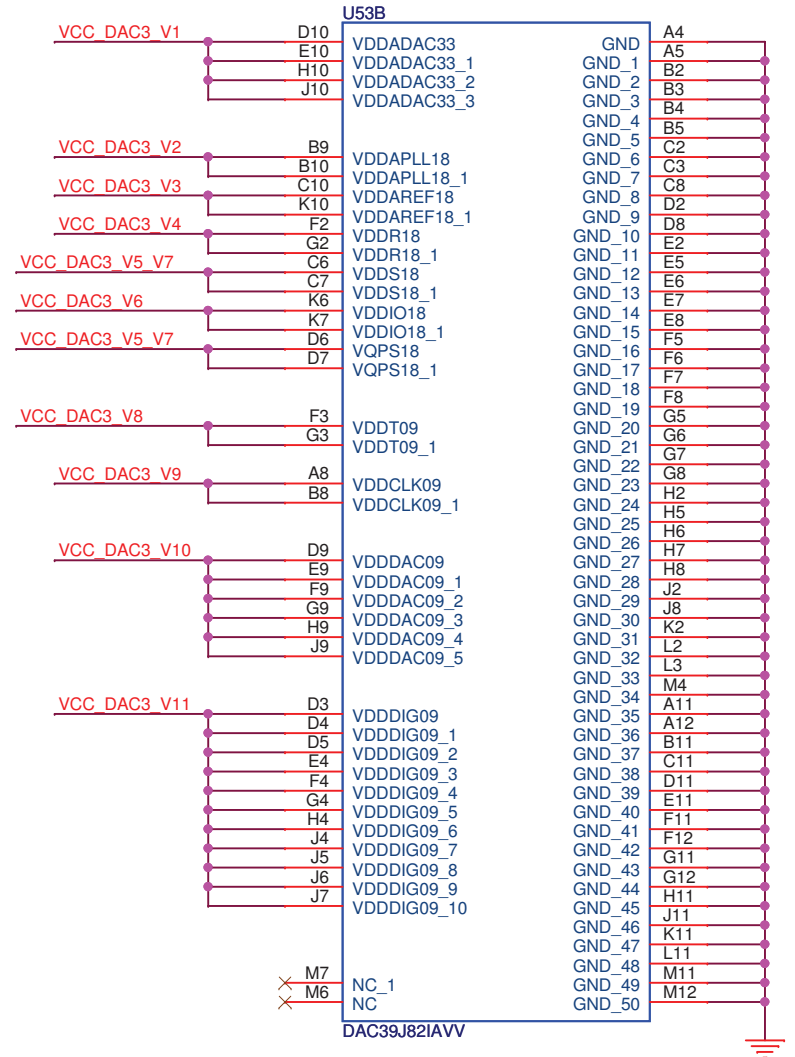 U53B
VCC_DAC3_V1 D10 VDDADAC33
E10 VDDADAC33_1
H10 VDDADAC33_2
J10 VDDADAC33_3
VCC_DAC3_V2 B9 VDDAPLL18
B10 VDDAPLL18_1
VCC_DAC3_V3 C10 VDDAREF18
K10 VDDAREF18_1
VCC_DAC3_V4 F2 VDDR18
G2 VDDR18_1
VCC_DAC3_V5_V7 C6 VDDS18
C7 VDDS18_1
VCC_DAC3_V6 K6 VDDIO18
K7 VDDIO18_1
VCC_DAC3_V5_V7 D6 VQPS18
D7 VQPS18_1
VCC_DAC3_V8 F3 VDDT09
G3 VDDT09_1
VCC_DAC3_V9 A8 VDDCLK09
B8 VDDCLK09_1
VCC_DAC3_V10 D9 VDDDAC09
E9 VDDDAC09_1
F9 VDDDAC09_2
G9 VDDDAC09_3
H9 VDDDAC09_4
J9 VDDDAC09_5
VCC_DAC3_V11 D3 VDDDIG09
D4 VDDDIG09_1
D5 VDDDIG09_2
E4 VDDDIG09_3
F4 VDDDIG09_4
G4 VDDDIG09_5
H4 VDDDIG09_6
J4 VDDDIG09_7
J5 VDDDIG09_8
J6 VDDDIG09_9
J7 VDDDIG09_10
M7 NC_1
M6 NC
GND A4
GND_1 A5
GND_2 B2
GND_3 B3
GND_4 B4
GND_5 B5
GND_6 C2
GND_7 C3
GND_8 C8
GND_9 D2
GND_10 D8
GND_11 E2
GND_12 E5
GND_13 E6
GND_14 E7
GND_15 E8
GND_16 F5
GND_17 F6
GND_18 F7
GND_19 F8
GND_20 G5
GND_21 G6
GND_22 G7
GND_23 G8
GND_24 H2
GND_25 H5
GND_26 H6
GND_27 H7
GND_28 H8
GND_29 J2
GND_30 J8
GND_31 K2
GND_32 L2
GND_33 L3
GND_34 M4
GND_35 A11
GND_36 A12
GND_37 B11
GND_38 C11
GND_39 D11
GND_40 E11
GND_41 F11
GND_42 F12
GND_43 G11
GND_44 G12
GND_45 H11
GND_46 J11
GND_47 K11
GND_48 L11
GND_49 M11
GND_50 M12
DAC39J82IAVV